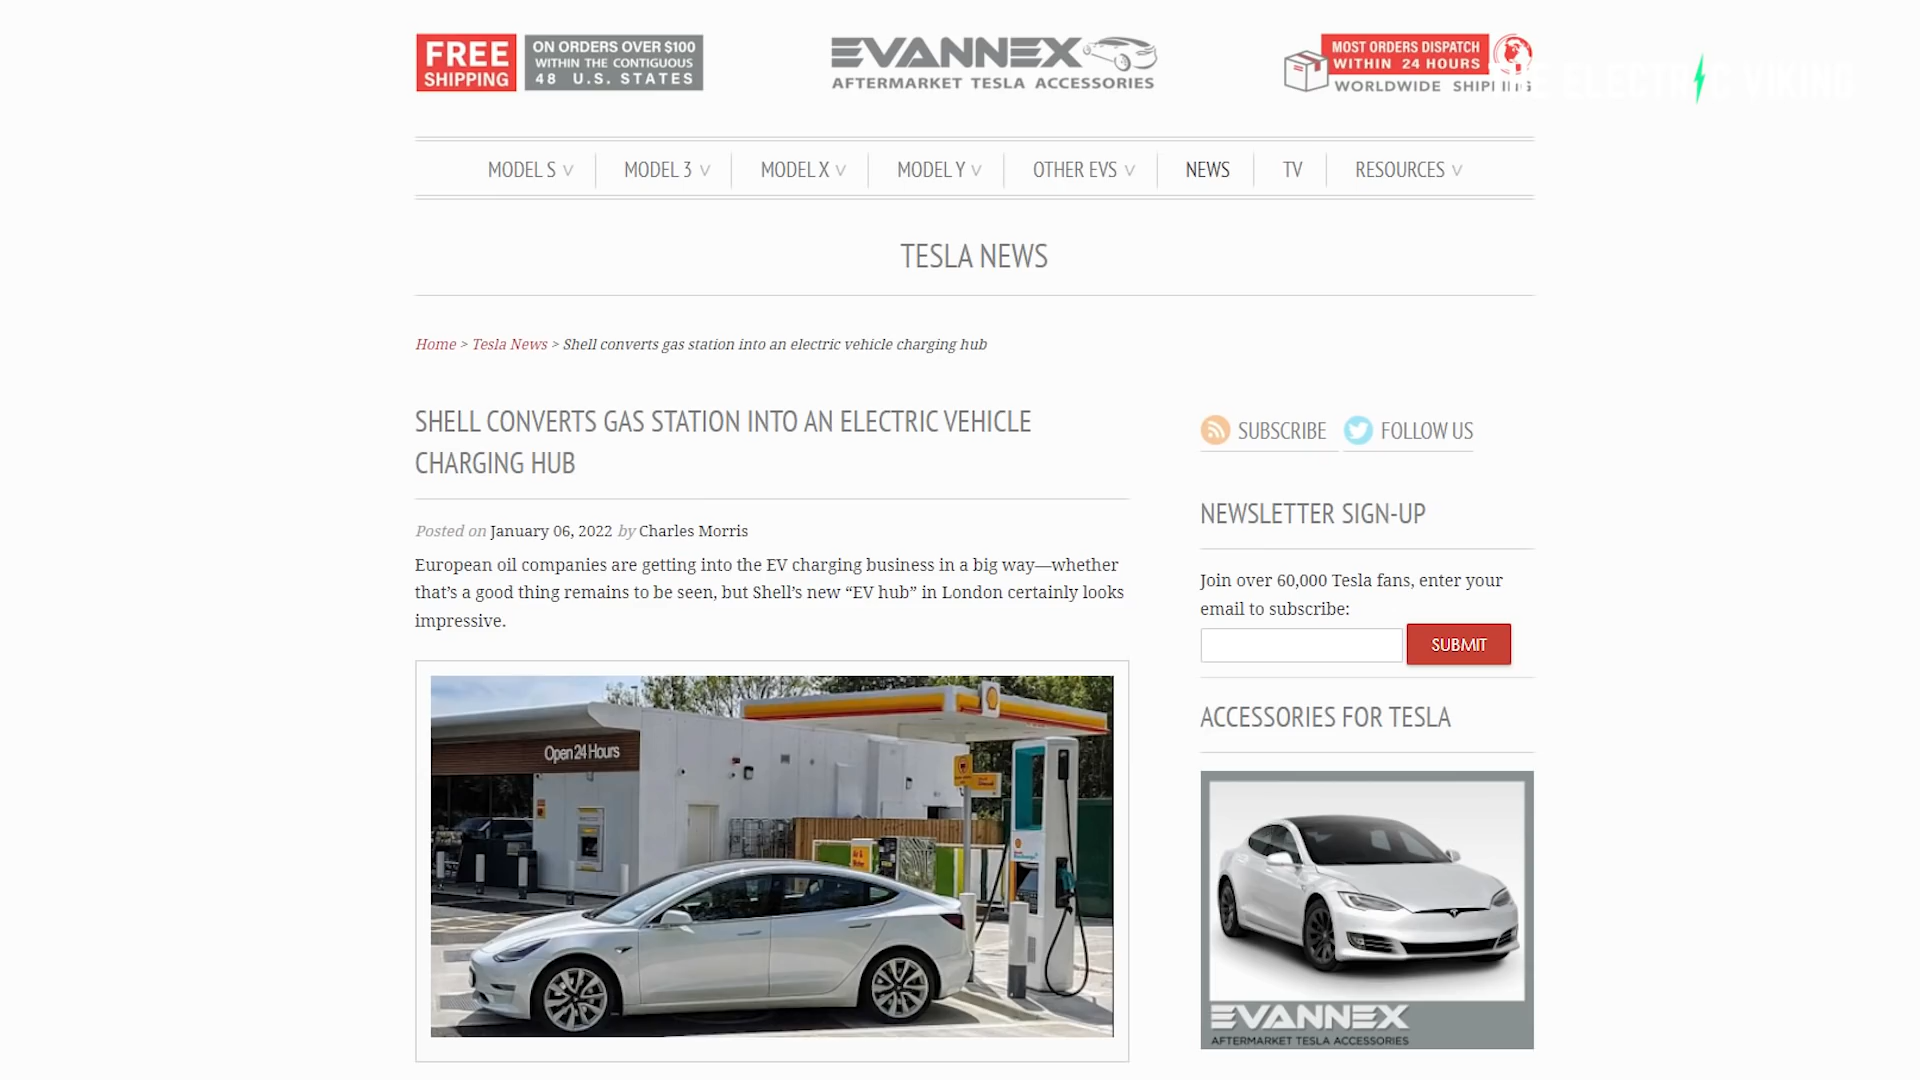 FREE
SHIPPING
ON ORDERS OVER $100
WITHIN THE CONTIGUOUS
48 U.S. STATES
EVANNEX
AFTERMARKET TESLA ACCESSORIES
MOST ORDERS DISPATCH
WITHIN 24 HOURS
WORLDWIDE SHIPPING
THE ELECTRIC VIKING
MODEL S
MODEL 3
MODEL X
MODEL Y
OTHER EVS
NEWS
TV
RESOURCES
TESLA NEWS
Home > Tesla News > Shell converts gas station into an electric vehicle charging hub
SHELL CONVERTS GAS STATION INTO AN ELECTRIC VEHICLE
CHARGING HUB
Posted on January 06, 2022 by Charles Morris
European oil companies are getting into the EV charging business in a big way—whether
that’s a good thing remains to be seen, but Shell’s new “EV hub” in London certainly looks
impressive.
Open 24 Hours
SUBSCRIBE
FOLLOW US
NEWSLETTER SIGN-UP
Join over 60,000 Tesla fans, enter your
email to subscribe:
SUBMIT
ACCESSORIES FOR TESLA
EVANNEX
AFTERMARKET TESLA ACCESSORIES